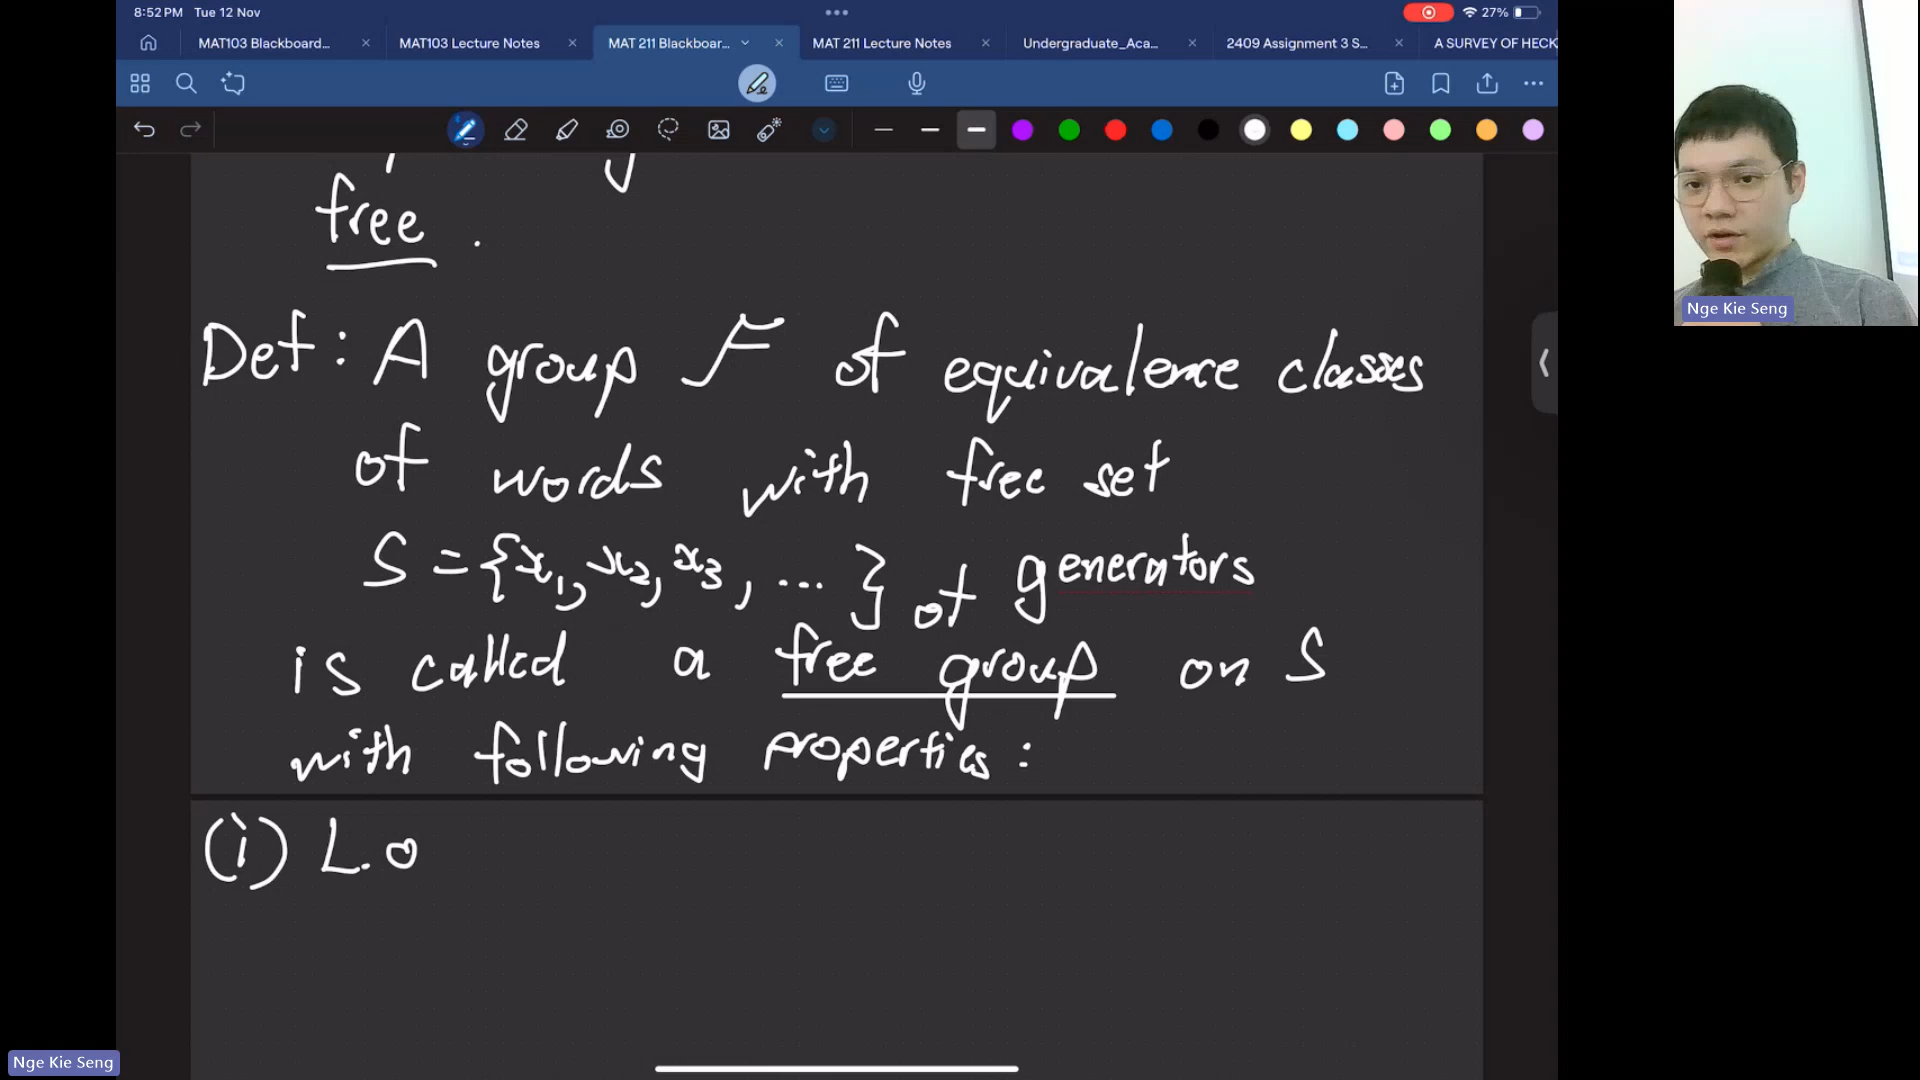 8:52 PM Tue 12 Nov
27%
MAT103 Blackboard...
MAT103 Lecture Notes
MAT 211 Blackboar...
MAT 211 Lecture Notes
Undergraduate_Aca...
2409 Assignment 3 S...
A SURVEY OF HECK
free.
Def: A group F of equivalence classes
of words with free set
S = {x₁, x₂, x₃, ...} of generators
is called a free group on S
with following properties:
(i) L.o
Nge Kie Seng
Nge Kie Seng